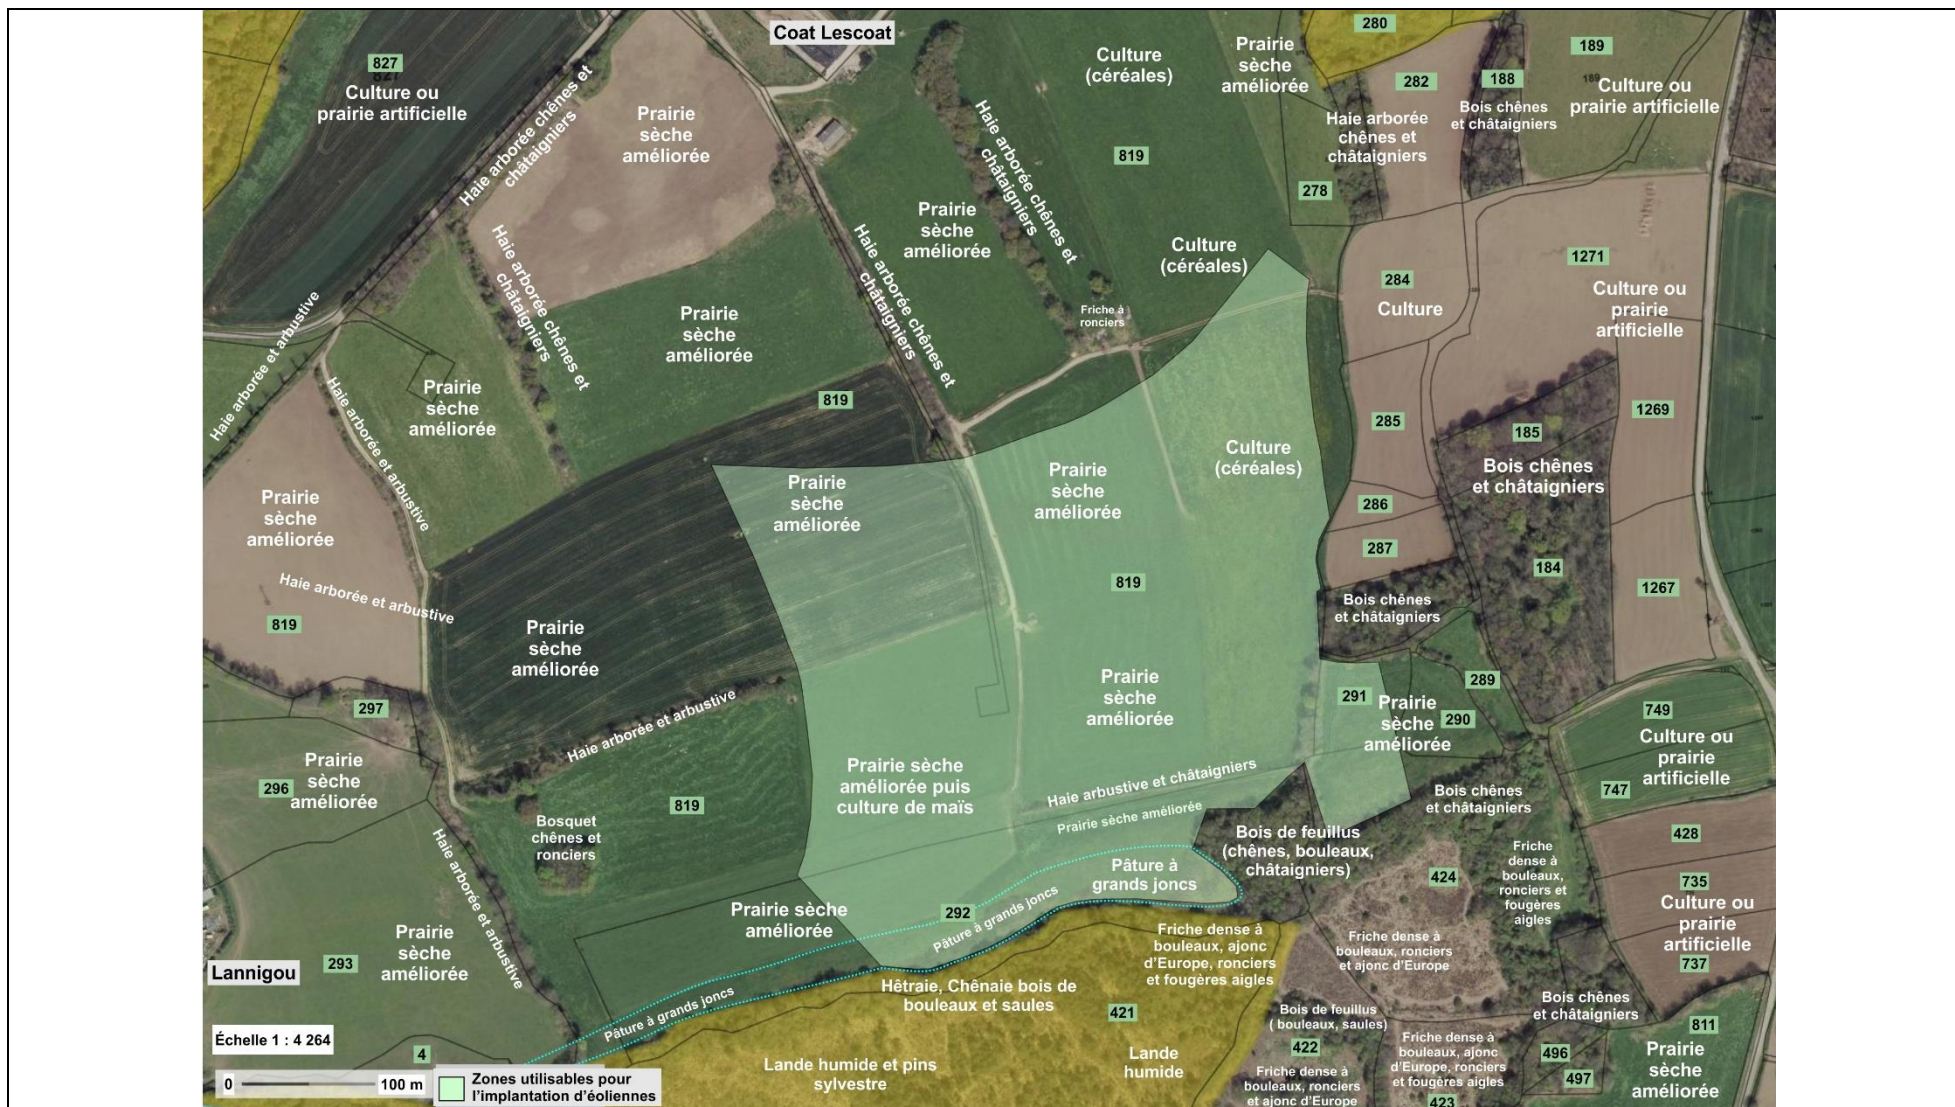 Coat Lescoat
827
Culture ou
prairie artificielle
Haie arborée chênes et
châtaigniers
Prairie
sèche
améliorée
Culture
(céréales)
Prairie
sèche
améliorée
280
282
188
189
Bois chênes
et châtaigniers
Culture ou
prairie artificielle
Haie arborée
chênes et
châtaigniers
278
819
Haie arborée chênes et
châtaigniers
Prairie
sèche
améliorée
Haie arborée chênes et
châtaigniers
Haie arborée chênes et
châtaigniers
Culture
(céréales)
284
Culture
1271
Culture ou
prairie
artificielle
Haie arborée et arbustive
Prairie
sèche
améliorée
Friche à
ronciers
Prairie
sèche
améliorée
Haie arborée et arbustive
819
285
1269
185
Bois chênes
et châtaigniers
Prairie
sèche
améliorée
Prairie
sèche
améliorée
Prairie
sèche
améliorée
Culture
(céréales)
286
287
184
1267
Haie arborée et arbustive
819
Prairie
sèche
améliorée
819
Bois chênes
et châtaigniers
297
Haie arborée et arbustive
Prairie
sèche
améliorée
291
289
290
Prairie
sèche
améliorée
749
Culture ou
prairie
artificielle
747
Prairie
sèche
améliorée
296
819
Bosquet
chênes et
ronciers
Prairie sèche
améliorée puis
culture de maïs
Haie arbustive et châtaigniers
Prairie sèche améliorée
Bois chênes
et châtaigniers
Bois de feuillus
(chênes, bouleaux,
châtaigniers)
428
Friche
dense à
bouleaux,
ronciers et
fougères
aigles
424
735
Culture ou
prairie
artificielle
737
Haie arborée et arbustive
Pâture à
grands joncs
292
Pâture à grands joncs
Prairie sèche
améliorée
Prairie
sèche
améliorée
293
Lannigou
Friche dense à
bouleaux, ajonc
d'Europe, ronciers
et fougères aigles
Friche dense à
bouleaux, ronciers
et ajonc d'Europe
Hêtraie, Chênaie bois de
bouleaux et saules
Pâture à grands joncs
421
Bois de feuillus
( bouleaux, saules)
422
Bois chênes
et châtaigniers
811
Prairie
sèche
améliorée
Friche dense à
bouleaux, ajonc
d'Europe, ronciers
et fougères aigles
423
496
497
Friche dense à
bouleaux, ronciers
et ajonc d'Europe
Lande
humide
Lande humide et pins
sylvestre
4
Échelle 1 : 4 264
0 100 m
Zones utilisables pour
l'implantation d'éoliennes